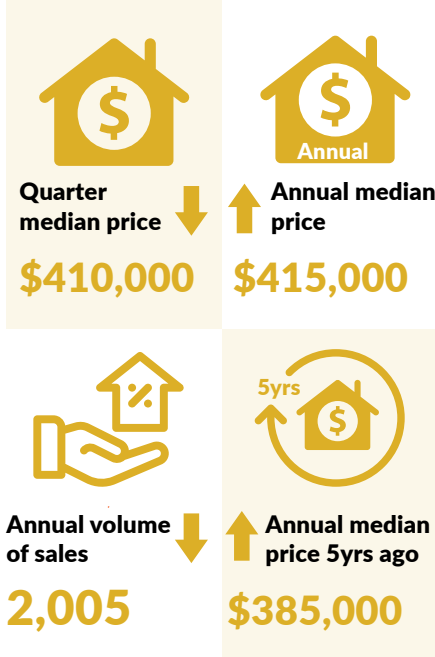 $
$
Annual
Quarter
median price
Annual median
price
$410,000
$415,000
%
5yrs
$
Annual volume
of sales
Annual median
price 5yrs ago
2,005
$385,000